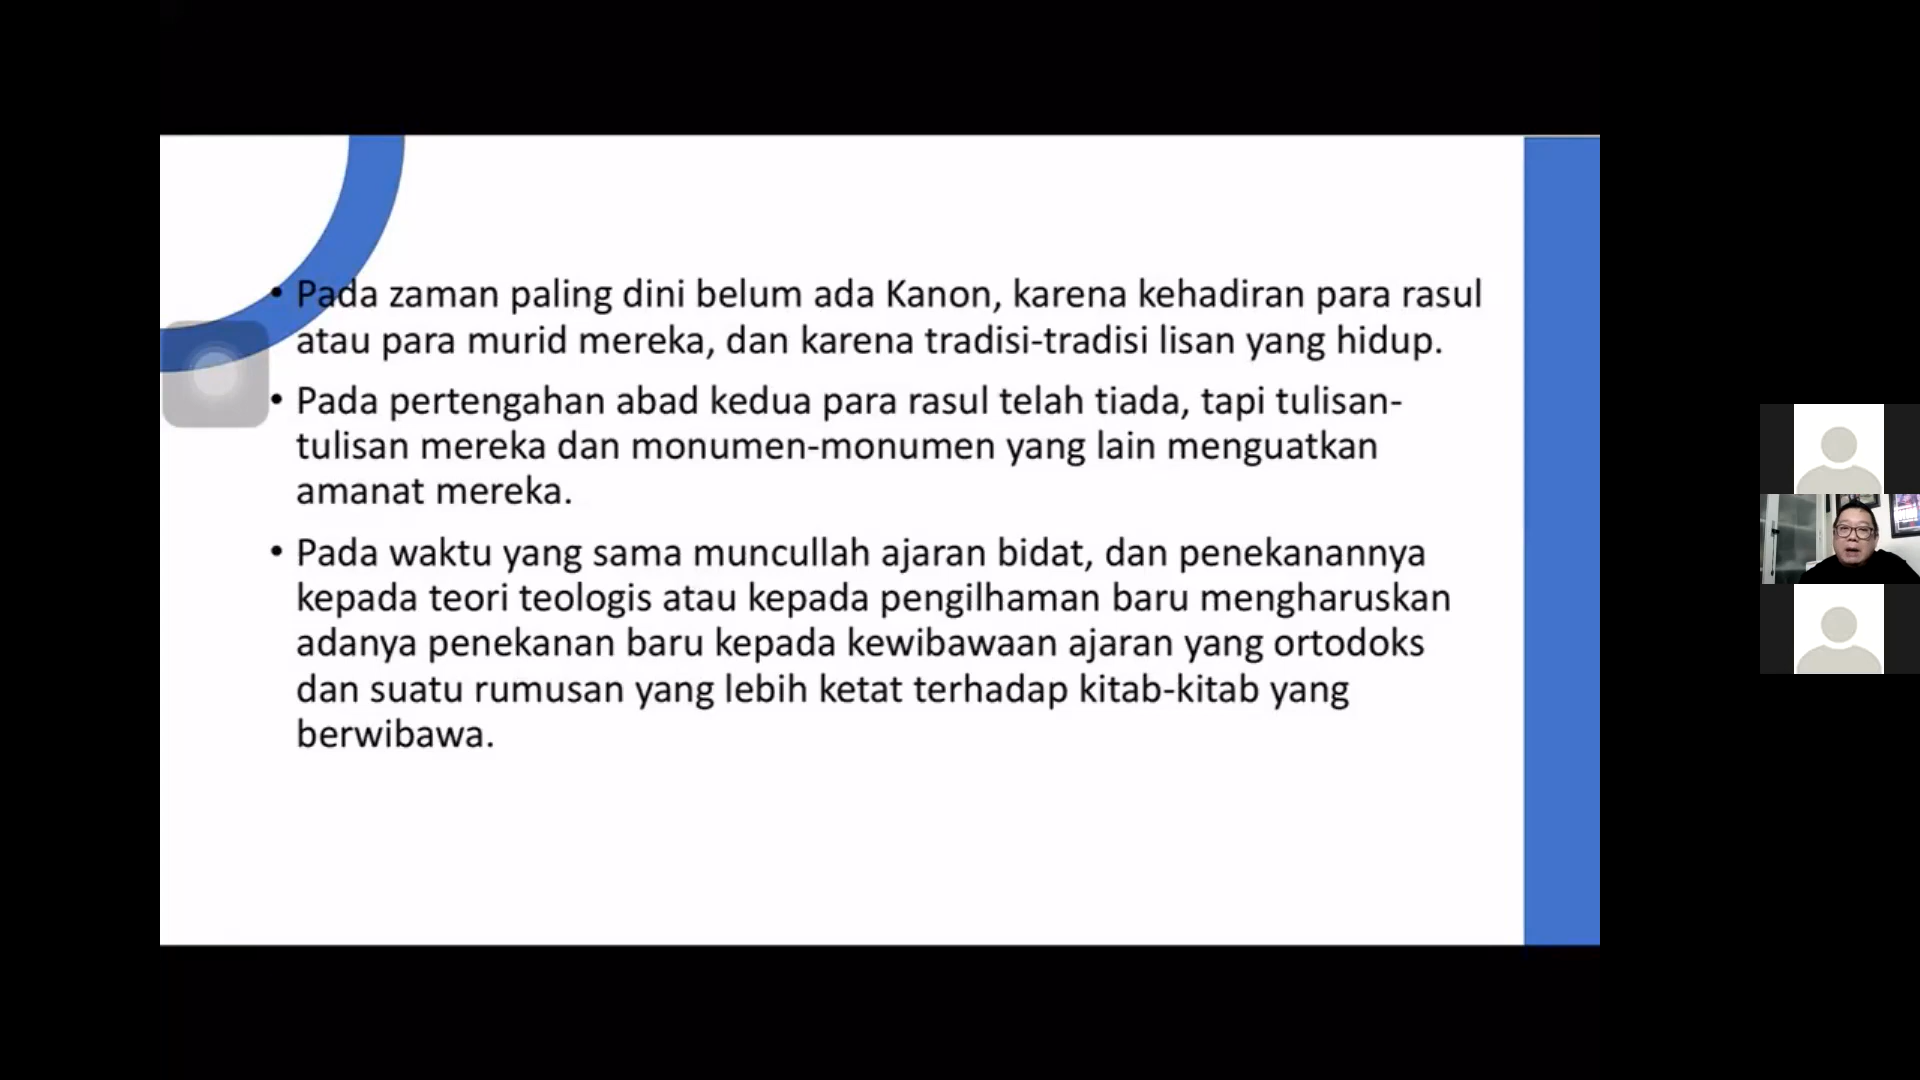 • Pada zaman paling dini belum ada Kanon, karena kehadiran para rasul
atau para murid mereka, dan karena tradisi-tradisi lisan yang hidup.
• Pada pertengahan abad kedua para rasul telah tiada, tapi tulisan-
tulisan mereka dan monumen-monumen yang lain menguatkan
amanat mereka.
• Pada waktu yang sama muncullah ajaran bidat, dan penekanannya
kepada teori teologis atau kepada pengilhaman baru mengharuskan
adanya penekanan baru kepada kewibawaan ajaran yang ortodoks
dan suatu rumusan yang lebih ketat terhadap kitab-kitab yang
berwibawa.